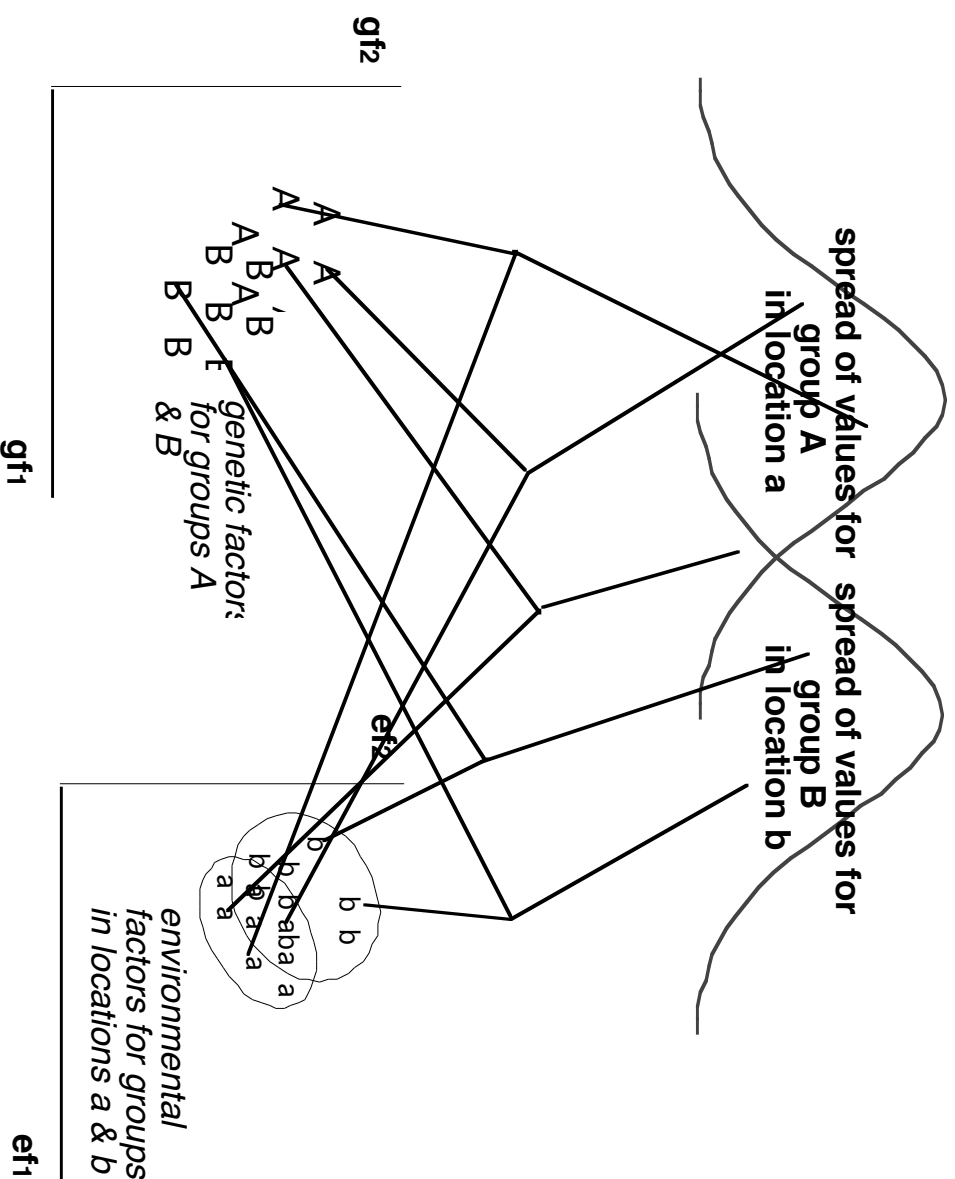 spread of values for
group A
in location a
spread of values for
group B
in location b
gf2
ef2
A A
A A
B B
A A
B B
B B
genetic factors
for groups A
& B
b b
b
b b aba a
b a a
a a
environmental
factors for groups
in locations a & b
gf1
ef1